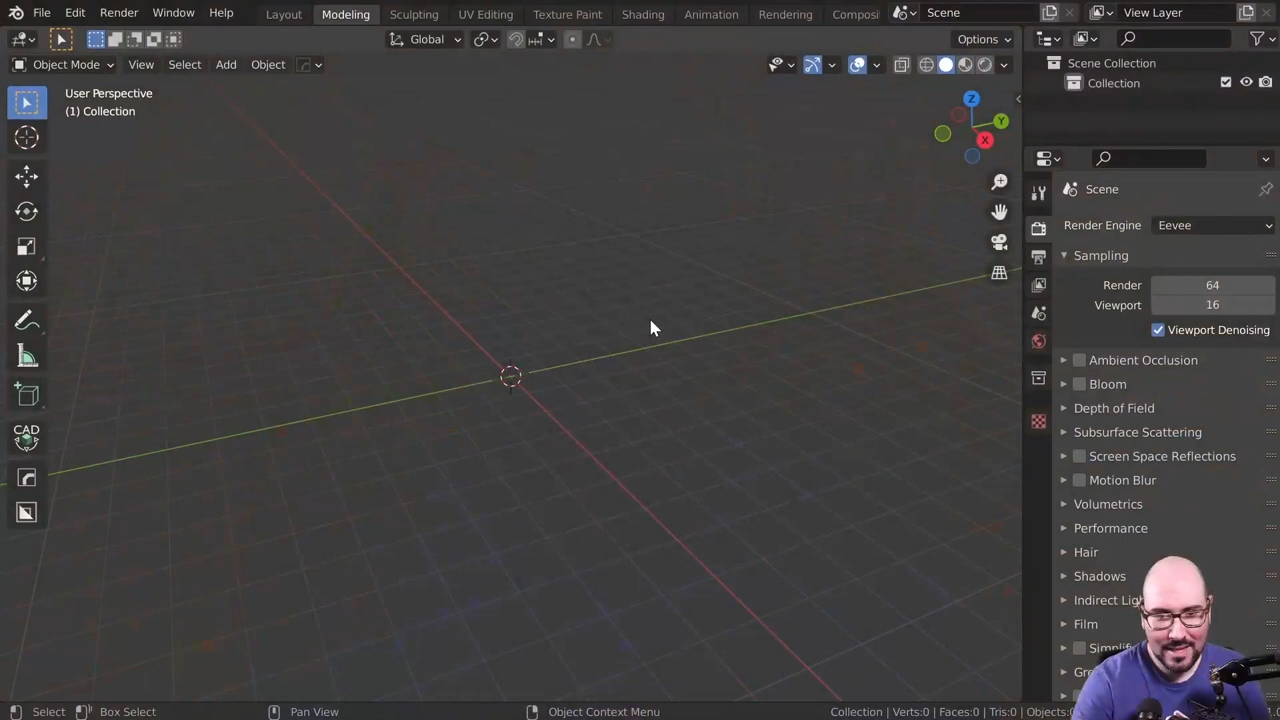 File Edit Render Window Help Layout Modeling Sculpting UV Editing Texture Paint Shading Animation Rendering Scene View Layer
Global Options
Object Mode View Select Add Object
User Perspective
(1) Collection
Z
Y
X
CAD
Scene Collection
Collection
Scene
Render Engine Eevee
Sampling
Render 64
Viewport 16
Viewport Denoising
Ambient Occlusion
Bloom
Depth of Field
Subsurface Scattering
Screen Space Reflections
Motion Blur
Volumetrics
Performance
Hair
Shadows
Indirect
Film
Select Box Select Pan View Object Context Menu Collection | Verts:0 | Faces:0 | Tris:0 |